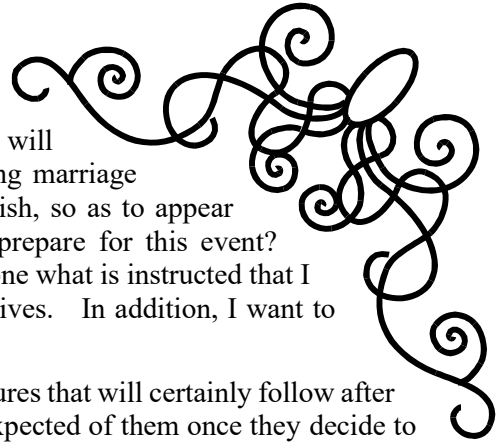 will
ng marriage
ish, so as to appear
prepare for this event?
one what is instructed that I
ives. In addition, I want to
ures that will certainly follow after
xpected of them once they decide to